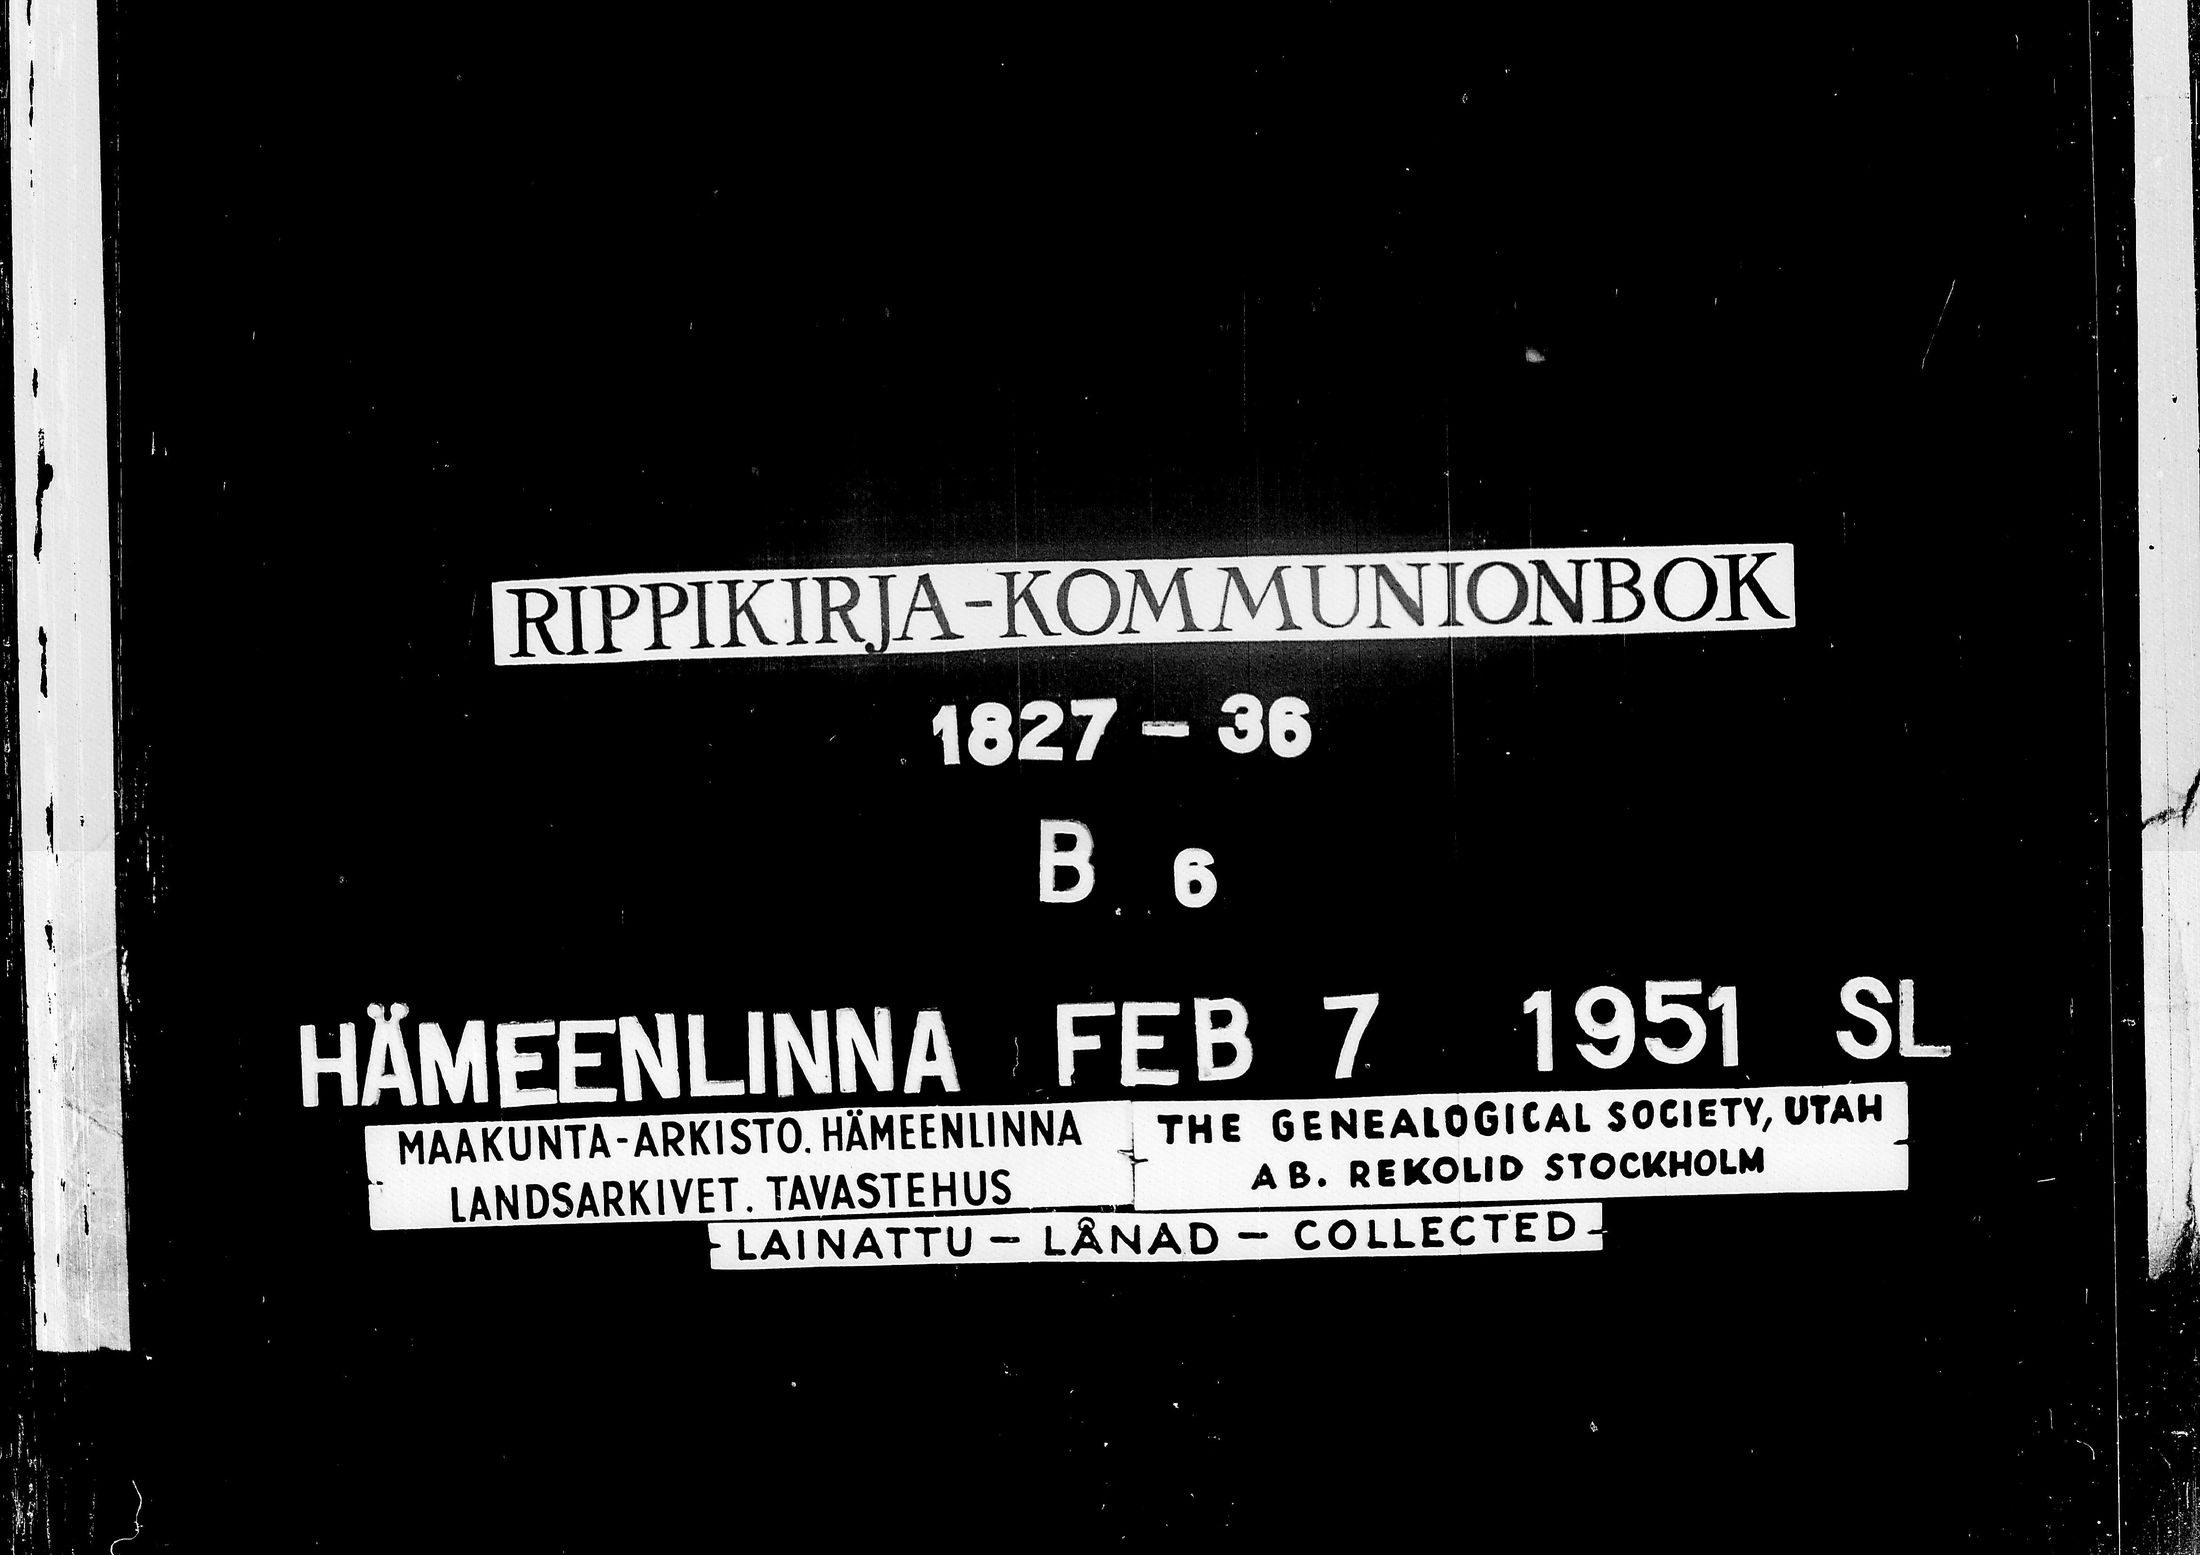 RIPPIKIRJA-KOMMUNIONBOK
1827 - 36
B 6
HÄMEENLINNA FEB 7 1951 SL
MAAKUNTA-ARKISTO. HÄMEENLINNA
LANDSARKIVET. TAVASTEHUS
THE GENEALOGICAL SOCIETY, UTAH
AB. REKOLID STOCKHOLM
-LAINATTU - LÅNAD - COLLECTED-